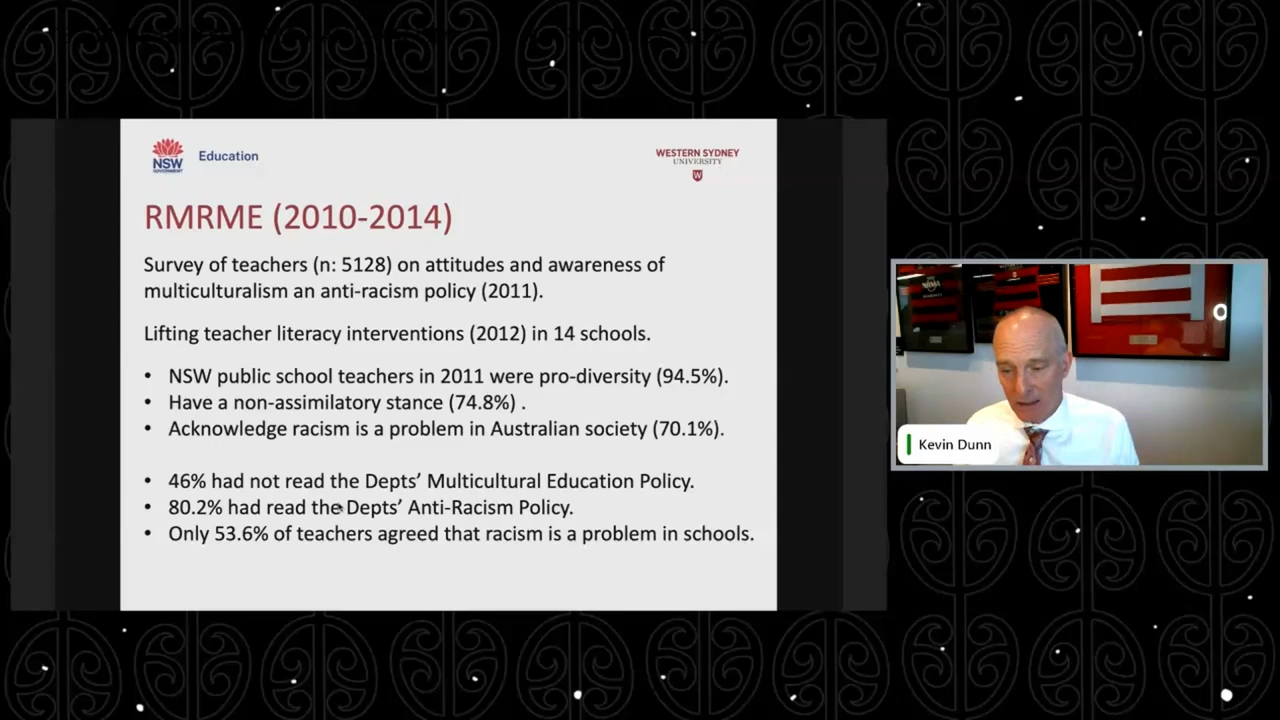 NSW
GOVERNMENT
Education
WESTERN SYDNEY
UNIVERSITY
W
RMRME (2010-2014)
Survey of teachers (n: 5128) on attitudes and awareness of
multiculturalism an anti-racism policy (2011).
Lifting teacher literacy interventions (2012) in 14 schools.
• NSW public school teachers in 2011 were pro-diversity (94.5%).
• Have a non-assimilatory stance (74.8%) .
• Acknowledge racism is a problem in Australian society (70.1%).
• 46% had not read the Depts’ Multicultural Education Policy.
• 80.2% had read the Depts’ Anti-Racism Policy.
• Only 53.6% of teachers agreed that racism is a problem in schools.
Kevin Dunn